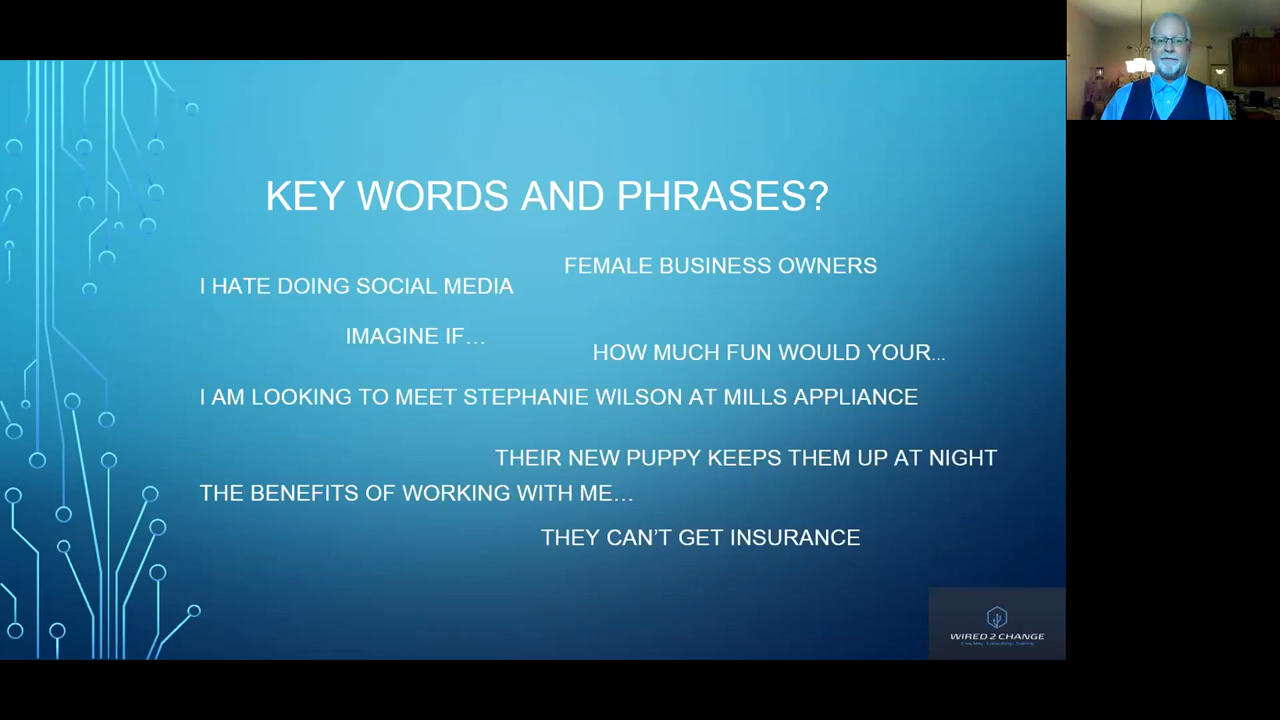 KEY WORDS AND PHRASES?
FEMALE BUSINESS OWNERS
I HATE DOING SOCIAL MEDIA
IMAGINE IF…
HOW MUCH FUN WOULD YOUR…
I AM LOOKING TO MEET STEPHANIE WILSON AT MILLS APPLIANCE
THEIR NEW PUPPY KEEPS THEM UP AT NIGHT
THE BENEFITS OF WORKING WITH ME…
THEY CAN’T GET INSURANCE
WIRED 2 CHANGE